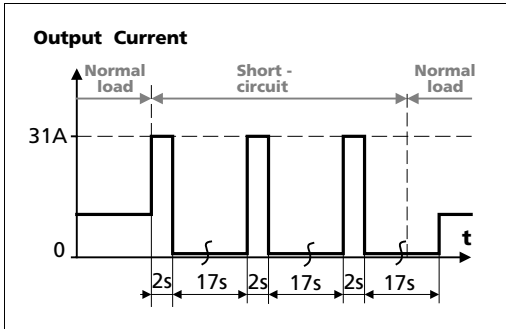 Output Current
Normal load
Short - circuit
Normal load
31A
0
t
2s 17s 2s 17s 2s 17s